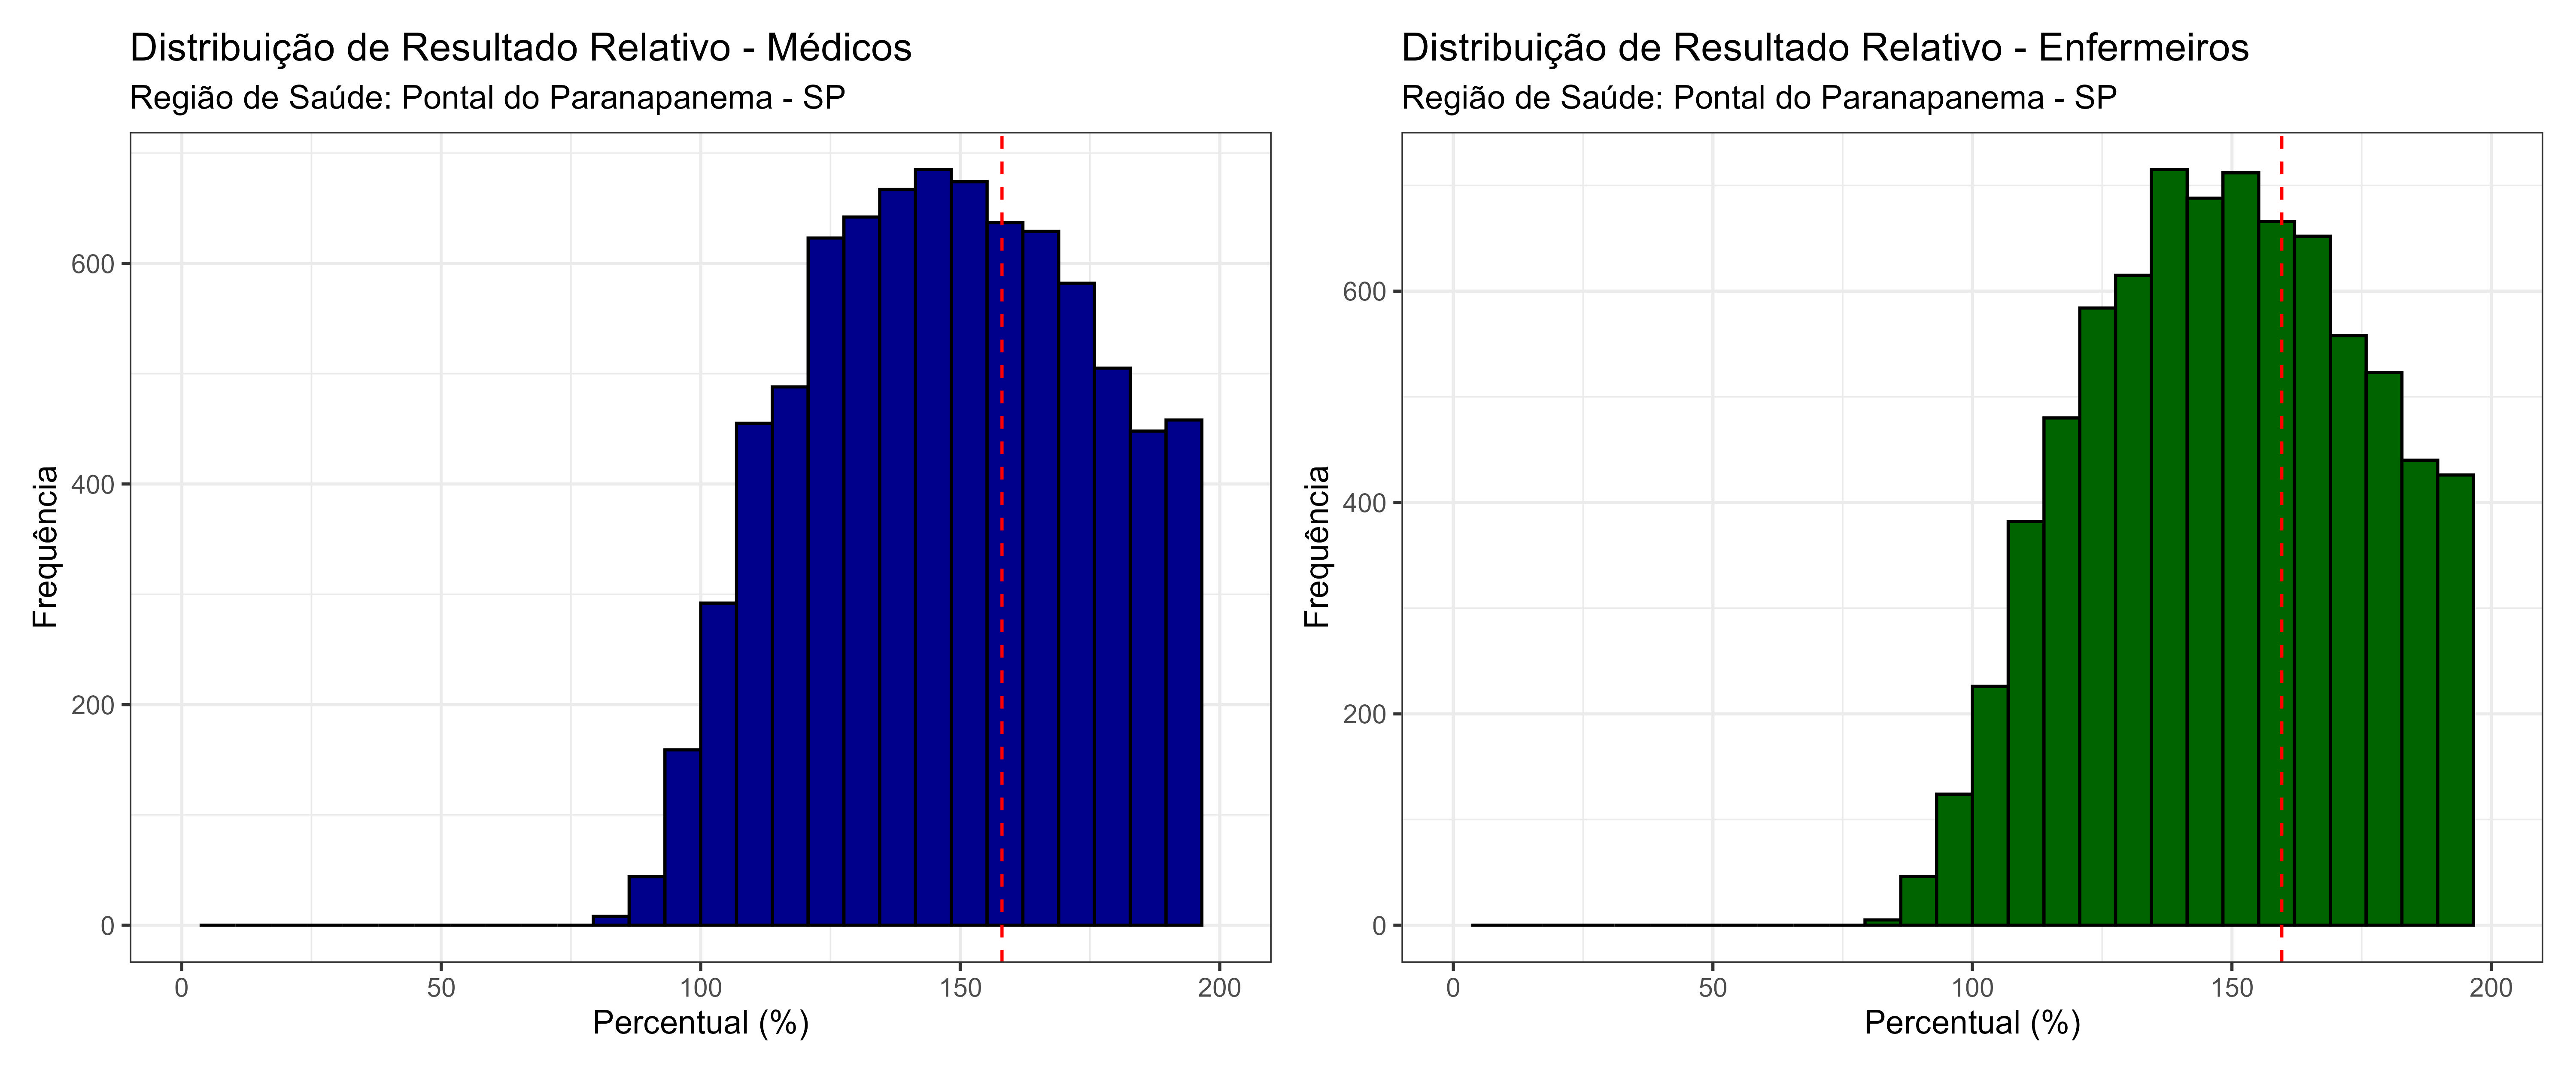 Distribuição de Resultado Relativo - Médicos
Região de Saúde: Pontal do Paranapanema - SP
Frequência
600
400
200
0
0 50 100 150 200
Percentual (%)
Distribuição de Resultado Relativo - Enfermeiros
Região de Saúde: Pontal do Paranapanema - SP
Frequência
600
400
200
0
0 50 100 150 200
Percentual (%)